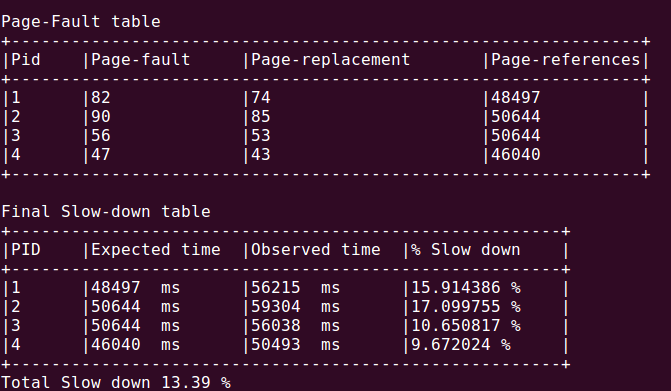 Page-Fault table
+---------------------------------------------------------------+
|Pid    |Page-fault     |Page-replacement       |Page-references|
+---------------------------------------------------------------+
|1      |82             |74                     |48497          |
|2      |90             |85                     |50644          |
|3      |56             |53                     |50644          |
|4      |47             |43                     |46040          |
+---------------------------------------------------------------+
Final Slow-down table
+-------------------------------------------------------+
|PID    |Expected time  |Observed time  |% Slow down    |
+-------------------------------------------------------+
|1      |48497  ms      |56215  ms      |15.914386 %    |
|2      |50644  ms      |59304  ms      |17.099755 %    |
|3      |50644  ms      |56038  ms      |10.650817 %    |
|4      |46040  ms      |50493  ms      |9.672024 %     |
+-------------------------------------------------------+
Total Slow down 13.39 %